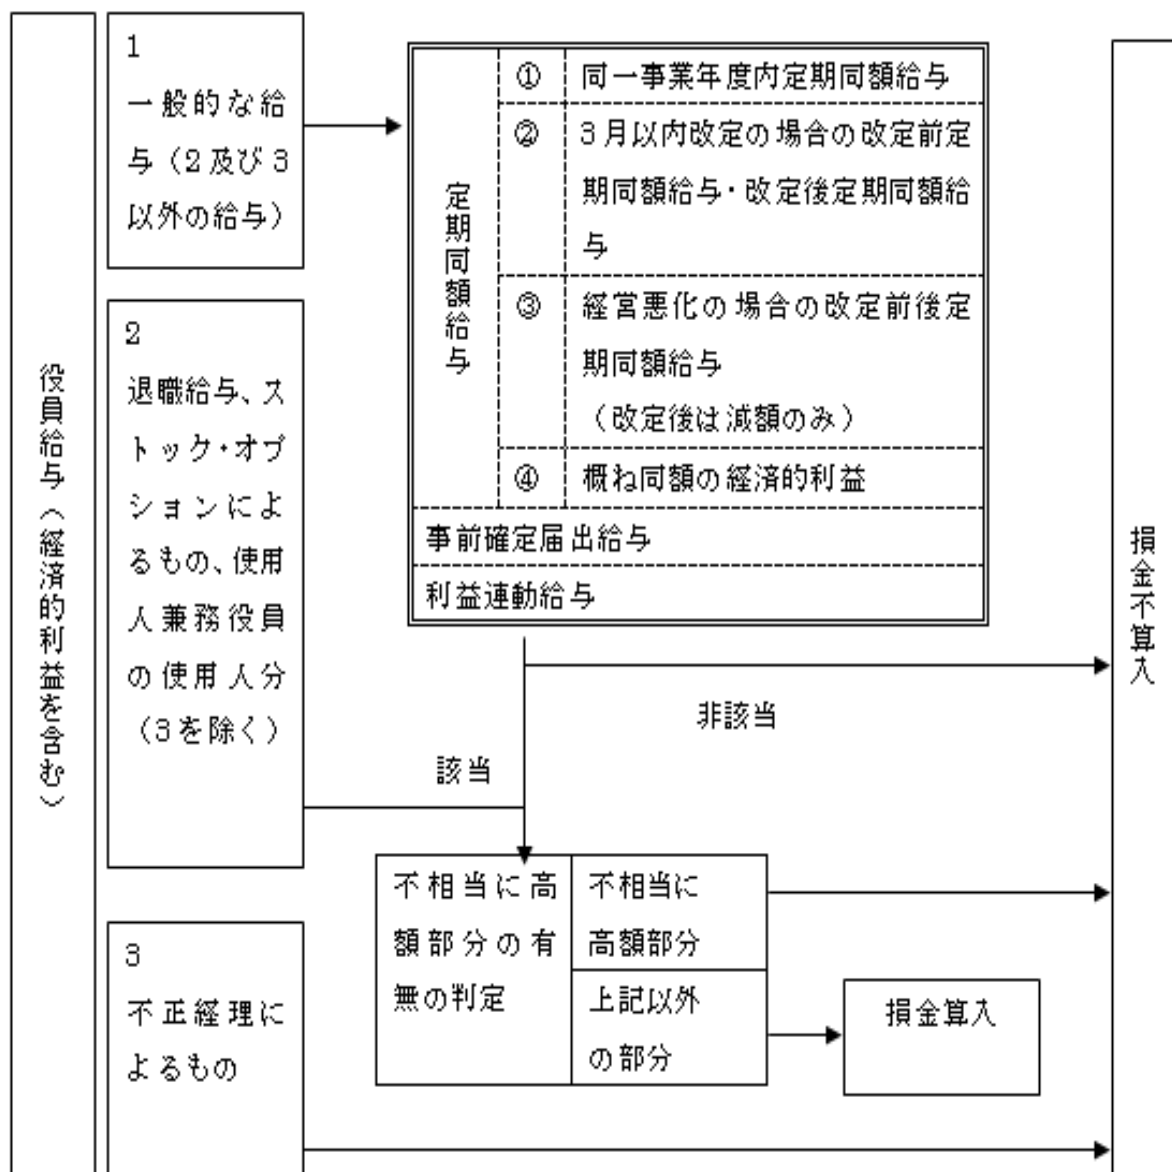 役員給与（経済的利益を含む）
1
一般的な給
与（2及び3
以外の給与）
2
退職給与、ス
トック・オプ
ションによ
るもの、使用
人兼務役員
の使用人分
（3を除く）
3
不正経理に
よるもの
定期同額給与
① 同一事業年度内定期同額給与
② 3月以内改定の場合の改定前定
期同額給与・改定後定期同額給
与
③ 経営悪化の場合の改定前後定
期同額給与
（改定後は減額のみ）
④ 概ね同額の経済的利益
事前確定届出給与
利益連動給与
非該当
該当
不相当に高
額部分の有
無の判定
不相当に
高額部分
上記以外
の部分
損金算入
損金不算入